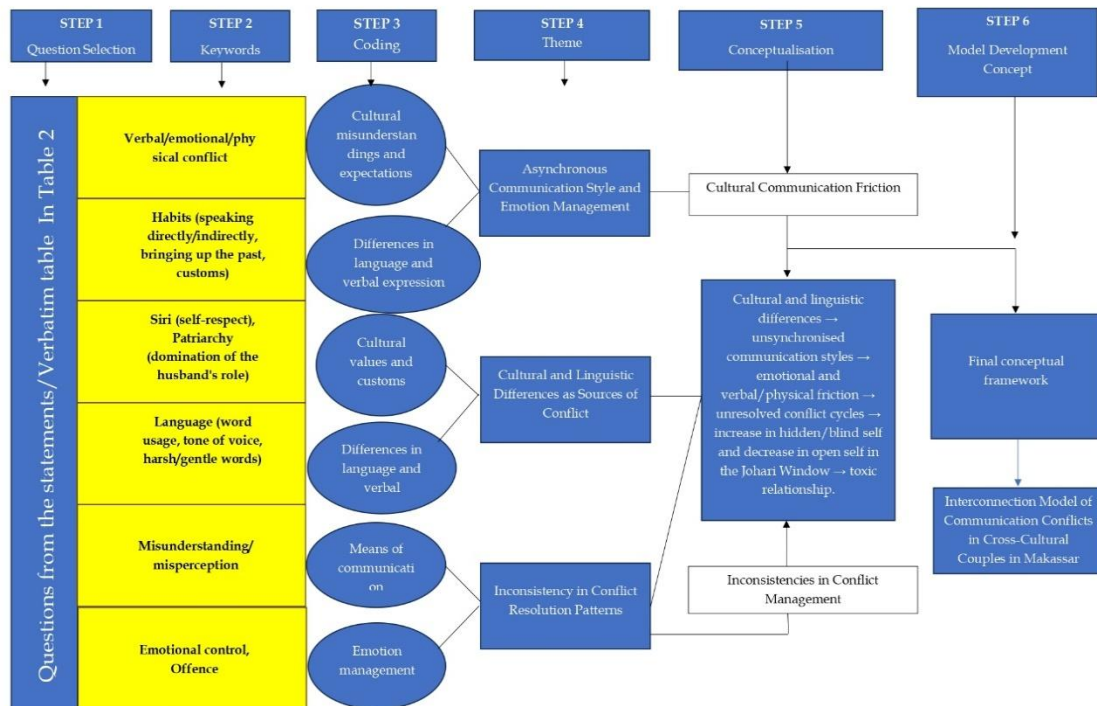 STEP 1
Question Selection
STEP 2
Keywords
STEP 3
Coding
STEP 4
Theme
STEP 5
Conceptualisation
STEP 6
Model Development
Concept
Questions from the statements/Verbatim table In Table 2
Verbal/emotional/phy
sical conflict
Habits (speaking
directly/indirectly,
bringing up the past,
customs)
Siri (self-respect),
Patriarchy
(domination of the
husband's role)
Language (word
usage, tone of voice,
harsh/gentle words)
Misunderstanding/
misperception
Emotional control,
Offence
Cultural
misunderstan
dings and
expectations
Differences in
language and
verbal expression
Cultural
values and
customs
Differences in
language and
verbal
Means of
communicati
on
Emotion
management
Asynchronous
Communication Style and
Emotion Management
Cultural and Linguistic
Differences as Sources of
Conflict
Inconsistency in Conflict
Resolution Patterns
Cultural Communication Friction
Cultural and linguistic
differences →
unsynchronised
communication styles →
emotional and
verbal/physical friction →
unresolved conflict cycles →
increase in hidden/blind self
and decrease in open self in
the Johari Window → toxic
relationship.
Inconsistencies in Conflict
Management
Final conceptual
framework
Interconnection Model of
Communication Conflicts
in Cross-Cultural
Couples in Makassar